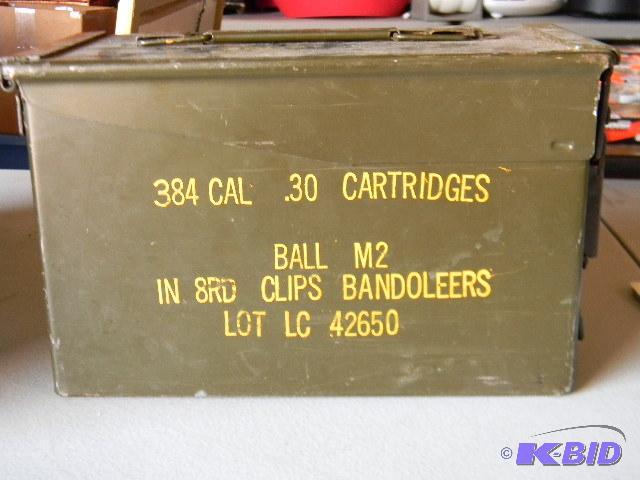 384 CAL .30 CARTRIDGES
BALL M2
IN 8RD CLIPS BANDOLEERS
LOT LC 42650
© K-BID